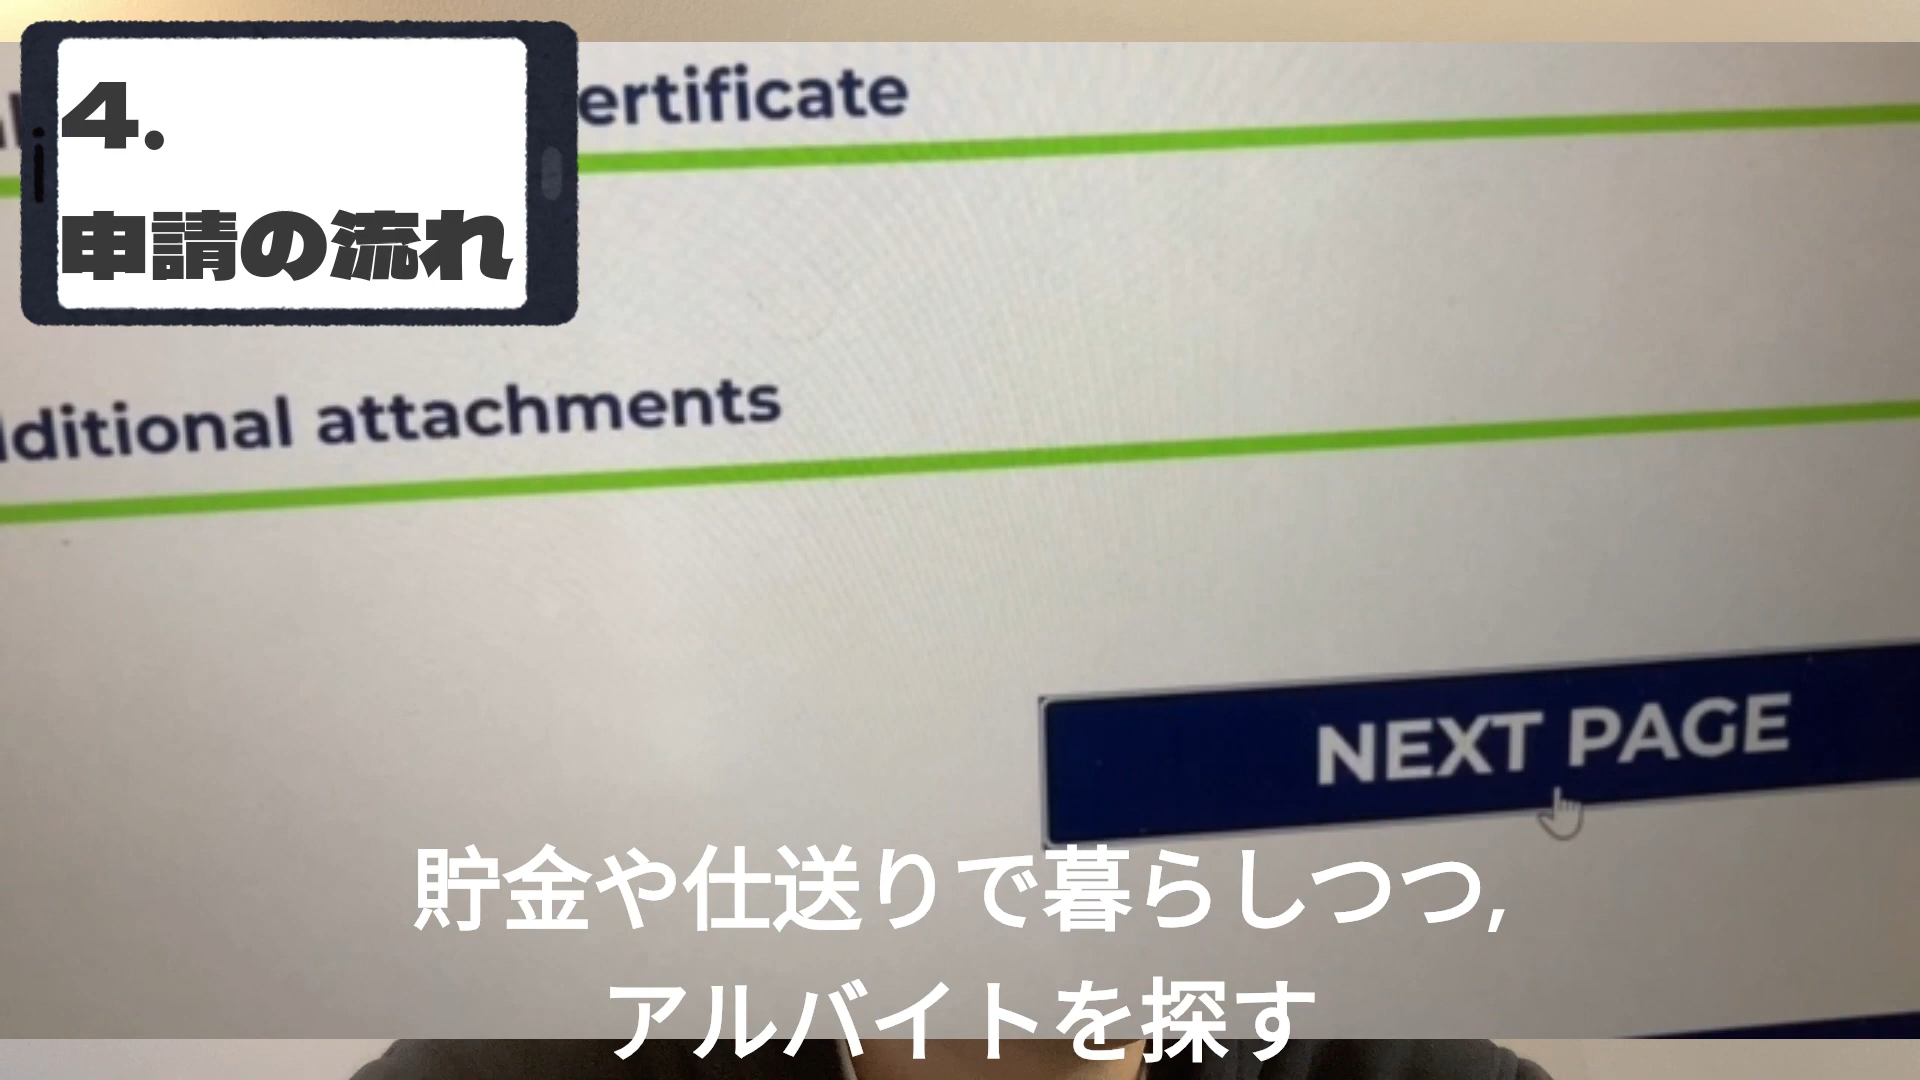 4.
申請の流れ
ertificate
dditional attachments
NEXT PAGE
貯金や仕送りで暮らしつつ,
アルバイトを探す